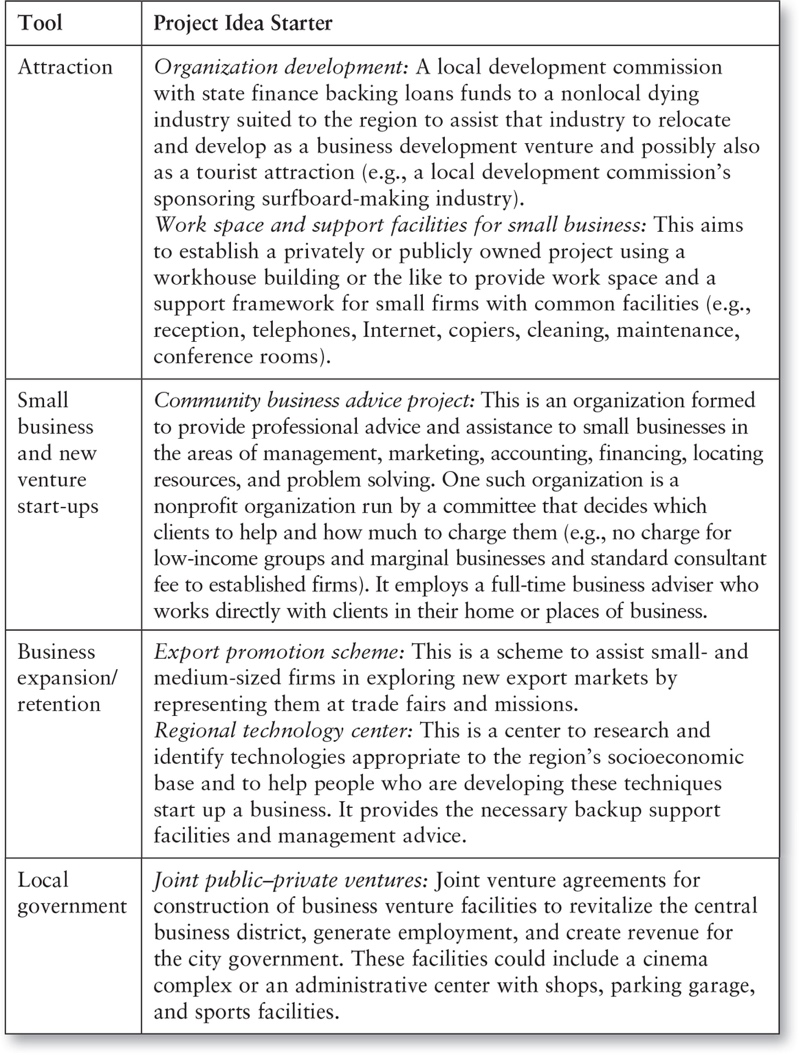 Tool Project Idea Starter
Attraction Organization development: A local development commission
with state finance backing loans funds to a nonlocal dying
industry suited to the region to assist that industry to relocate
and develop as a business development venture and possibly also
as a tourist attraction (e.g., a local development commission’s
sponsoring surfboard-making industry).
Work space and support facilities for small business: This aims
to establish a privately or publicly owned project using a
workhouse building or the like to provide work space and a
support framework for small firms with common facilities (e.g.,
reception, telephones, Internet, copiers, cleaning, maintenance,
conference rooms).
Small
business
and new
venture
start-ups
Community business advice project: This is an organization formed
to provide professional advice and assistance to small businesses in
the areas of management, marketing, accounting, financing, locating
resources, and problem solving. One such organization is a
nonprofit organization run by a committee that decides which
clients to help and how much to charge them (e.g., no charge for
low-income groups and marginal businesses and standard consultant
fee to established firms). It employs a full-time business adviser who
works directly with clients in their home or places of business.
Business
expansion/
retention
Export promotion scheme: This is a scheme to assist small- and
medium-sized firms in exploring new export markets by
representing them at trade fairs and missions.
Regional technology center: This is a center to research and
identify technologies appropriate to the region’s socioeconomic
base and to help people who are developing these techniques
start up a business. It provides the necessary backup support
facilities and management advice.
Local
government
Joint public–private ventures: Joint venture agreements for
construction of business venture facilities to revitalize the central
business district, generate employment, and create revenue for
the city government. These facilities could include a cinema
complex or an administrative center with shops, parking garage,
and sports facilities.